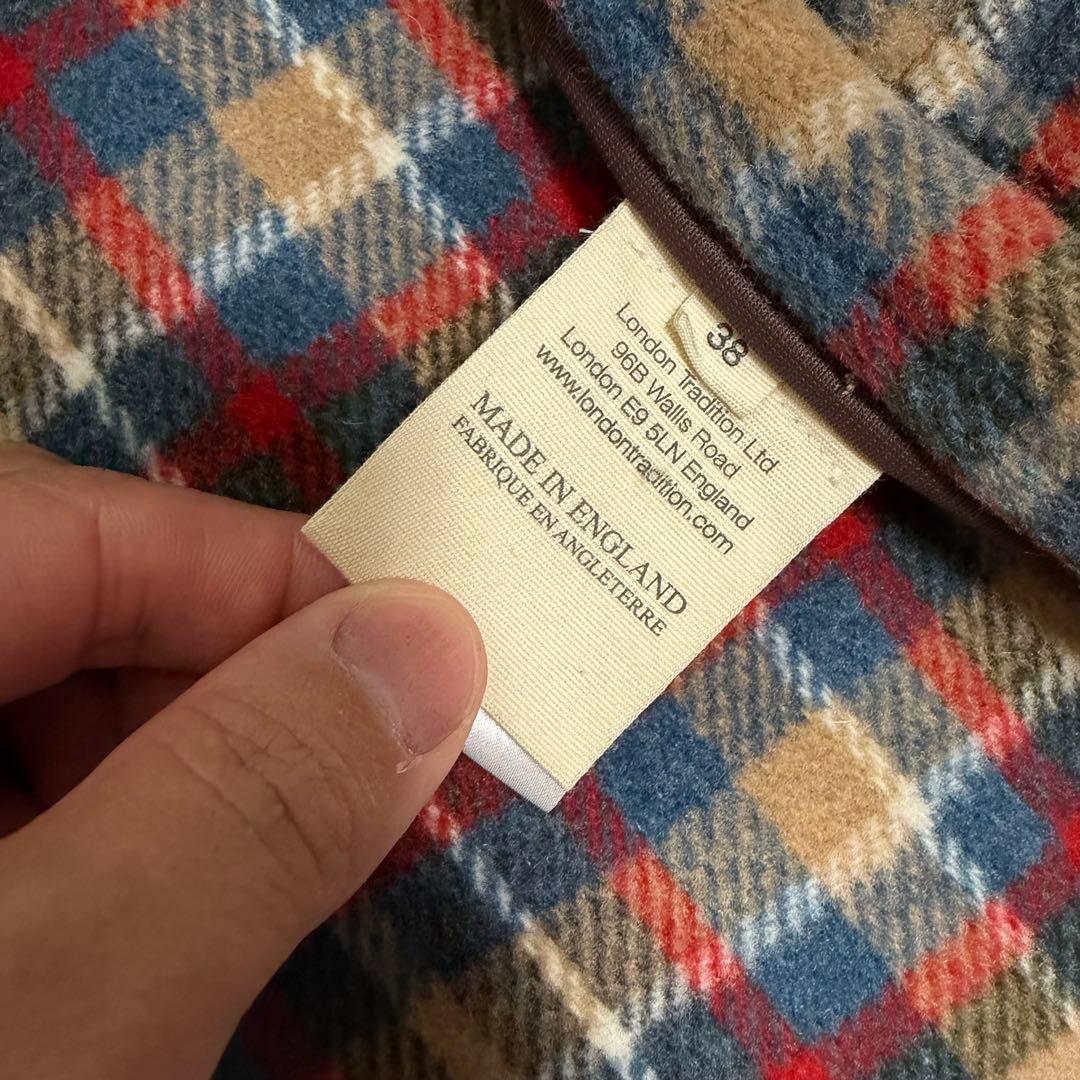 38
London Tradition Ltd
96B Wallis Road
London E9 5LN England
www.londontradition.com
MADE IN ENGLAND
FABRIQUE EN ANGLETERRE